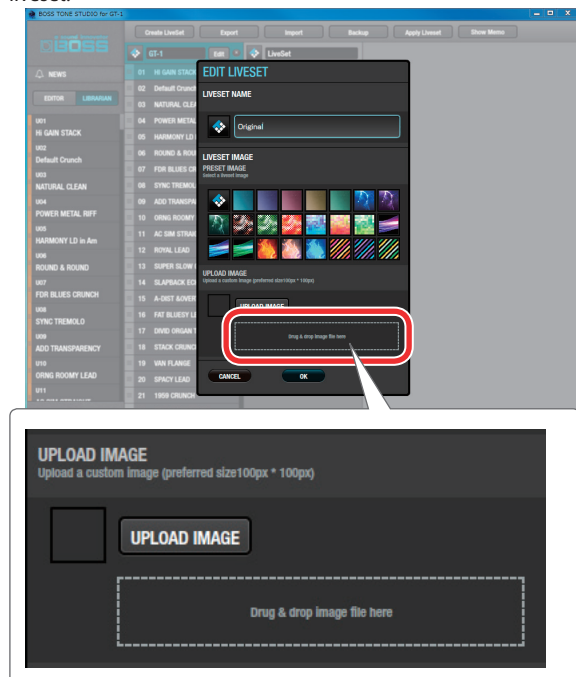 liveset.
BOSS TONE STUDIO for GT-1
Create LiveSet Export Import Backup Apply Liveset Show Memo
BOSS
GT-1 Edit LiveSet
NEWS
EDITOR LIBRARIAN
U01
HI GAIN STACK
U02
Default Crunch
U03
NATURAL CLEAN
U04
POWER METAL RIFF
U05
HARMONY LD in Am
U06
ROUND & ROUND
U07
FDR BLUES CRUNCH
U08
SYNC TREMOLO
U09
ADD TRANSPARENCY
U10
ORNG ROOMY LEAD
U11
01 HI GAIN STACK
02 Default Crunch
03 NATURAL CLEA
04 POWER METAL
05 HARMONY LD
06 ROUND & ROU
07 FDR BLUES CR
08 SYNC TREMOL
09 ADD TRANSPA
10 ORNG ROOMY
11 AC SIM STRAI
12 ROYAL LEAD
13 SUPER SLOW
14 SLAPBACK EC
15 A-DIST &OVER
16 FAT BLUESY L
17 DIVID ORGAN T
18 STACK CRUNC
19 VAN FLANGE
20 SPACY LEAD
21 1959 CRUNCH
EDIT LIVESET
LIVESET NAME
Original
LIVESET IMAGE
PRESET IMAGE
Select a liveset image
UPLOAD IMAGE
Upload a custom image (preferred size100px * 100px)
UPLOAD IMAGE
Drug & drop image file here
CANCEL OK
UPLOAD IMAGE
Upload a custom image (preferred size100px * 100px)
UPLOAD IMAGE
Drug & drop image file here